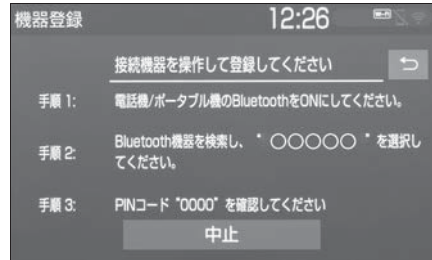 機器登録 12:26
接続機器を操作して登録してください
手順 1: 電話機/ポータブル機のBluetoothをONにしてください。
手順 2: Bluetooth機器を検索し、“ ○○○○○ ”を選択し
てください。
手順 3: PINコード“0000”を確認してください
中止